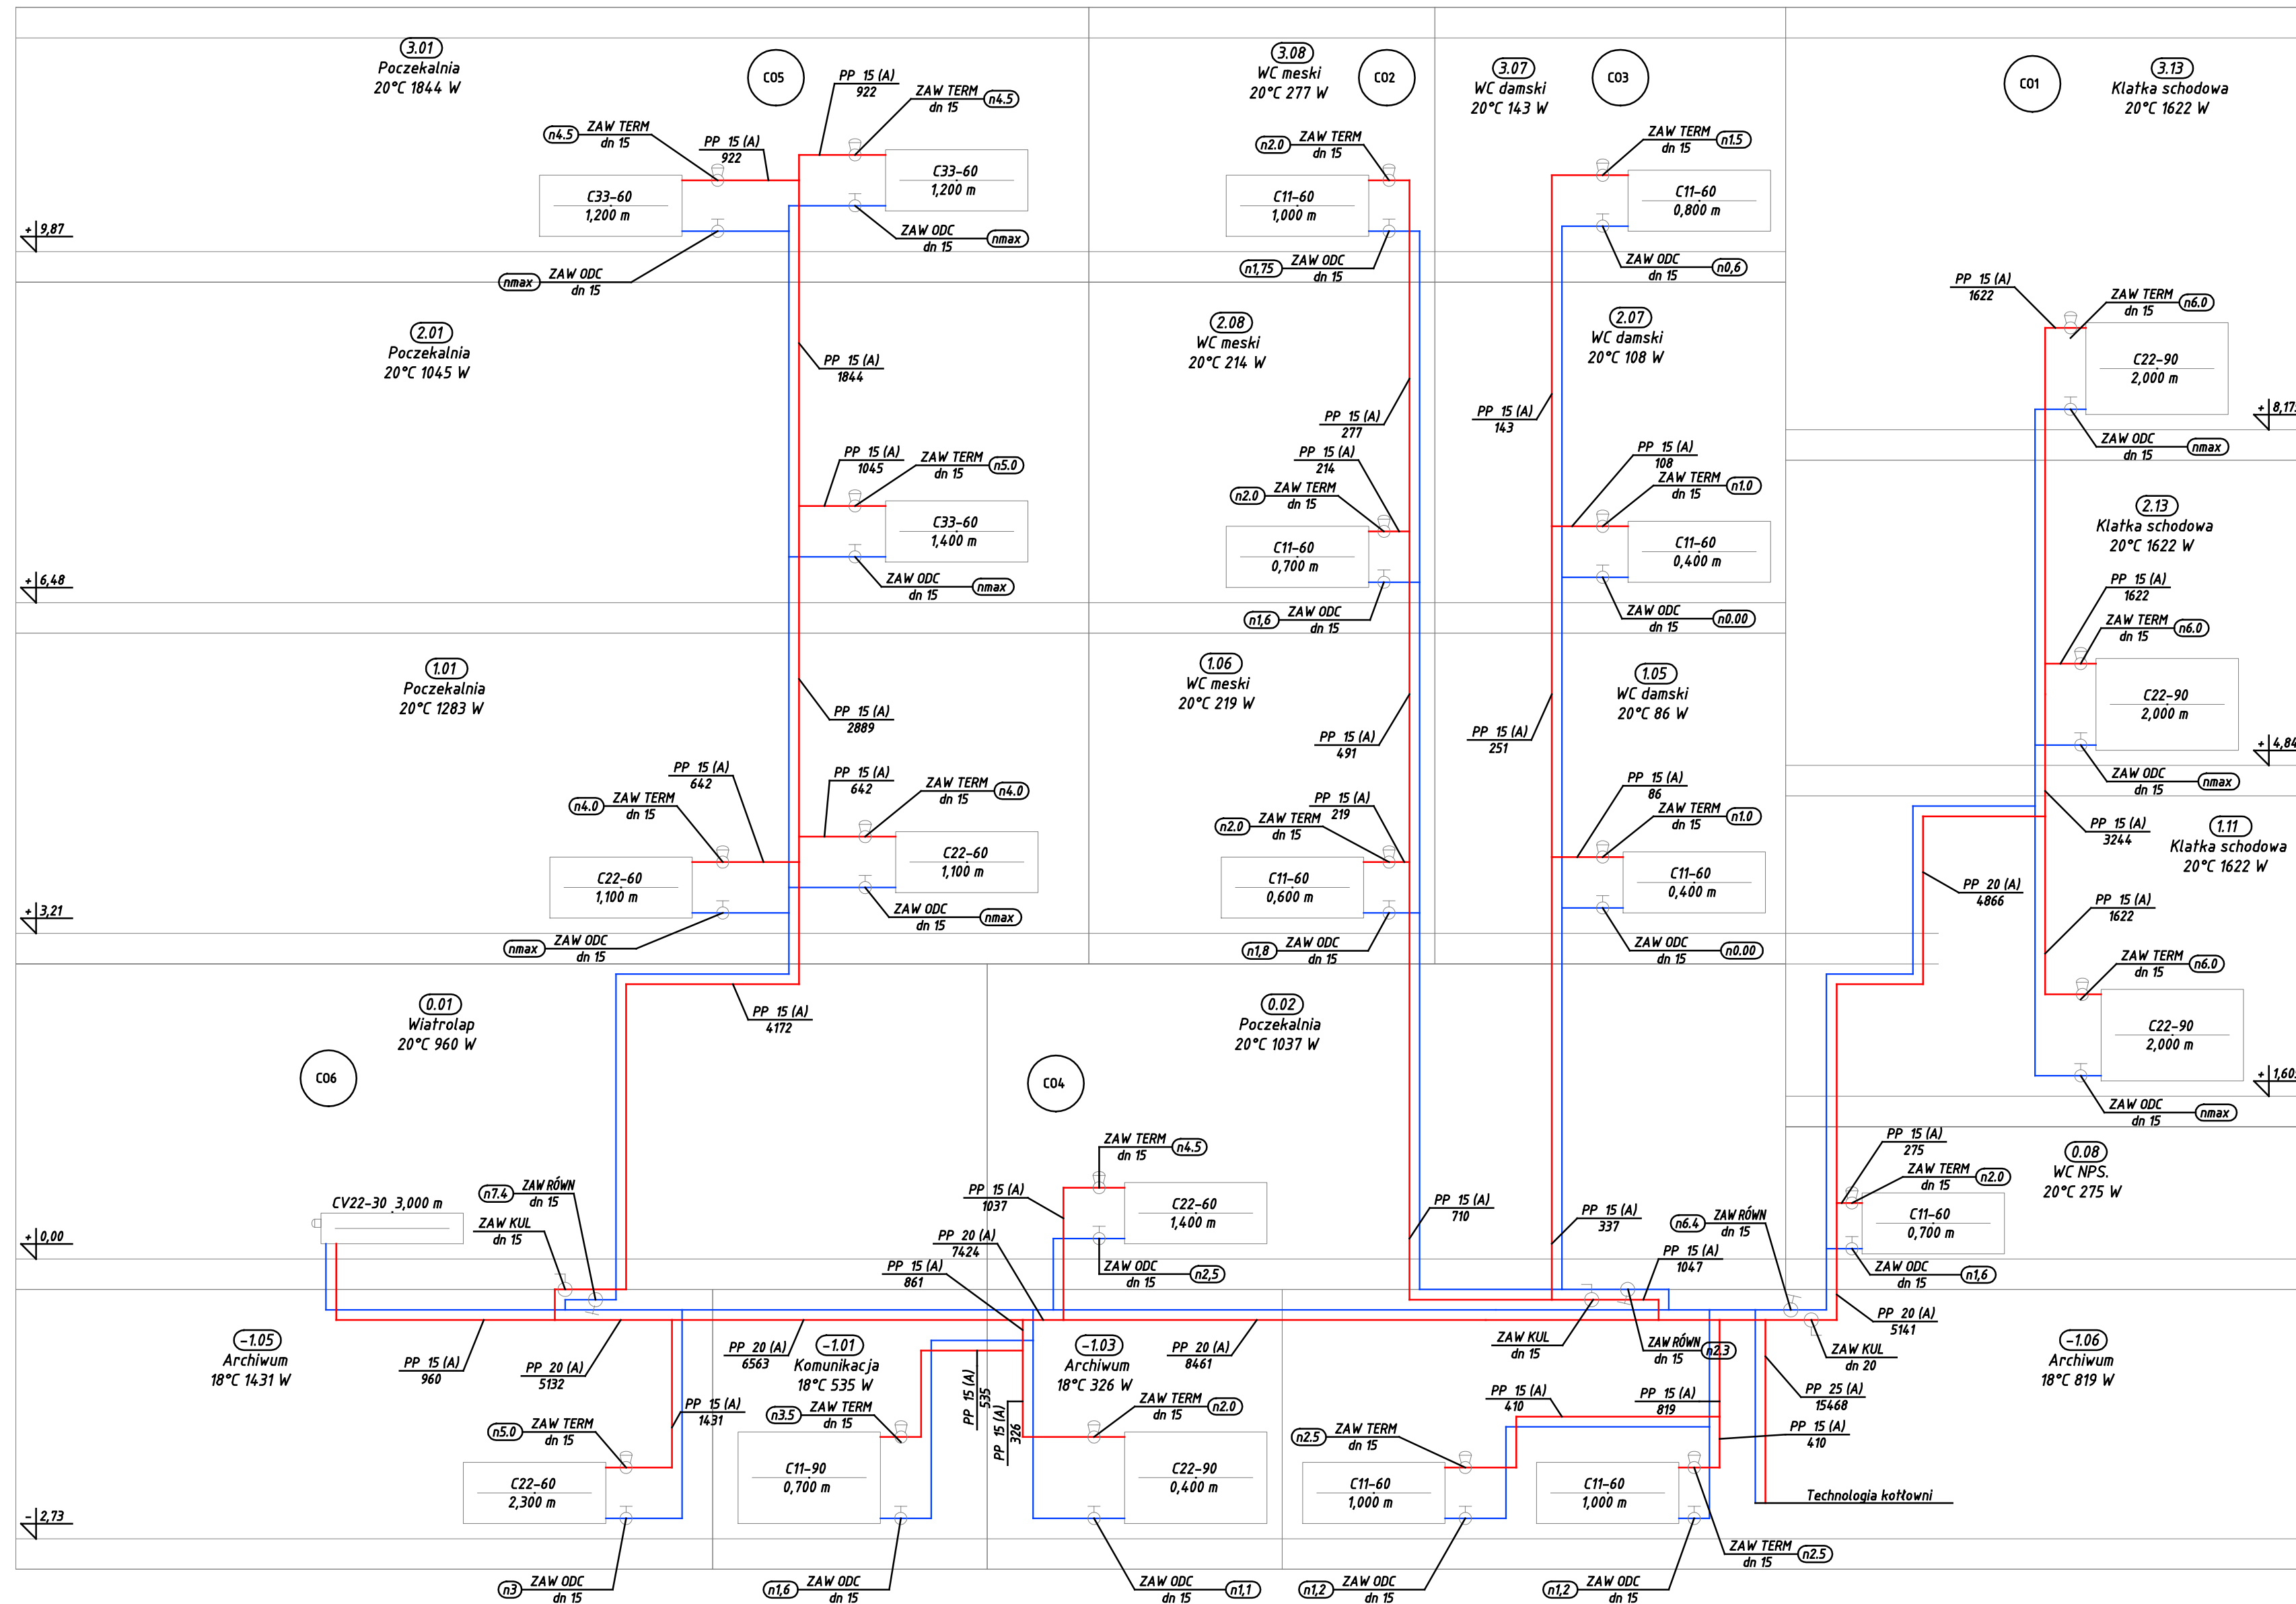 3.01
Poczekalnia
20°C 1844 W
CO5
PP 15 (A)
922
ZAW TERM
dn 15
n4.5
n4.5
ZAW TERM
dn 15
PP 15 (A)
922
C33-60
1,200 m
C33-60
1,200 m
ZAW ODC
dn 15
nmax
nmax
ZAW ODC
dn 15
+ 9,87
3.08
WC meski
20°C 277 W
CO2
n2.0
ZAW TERM
dn 15
C11-60
1,000 m
n1,75
ZAW ODC
dn 15
3.07
WC damski
20°C 143 W
CO3
ZAW TERM
dn 15
n1.5
C11-60
0,800 m
ZAW ODC
dn 15
n0,6
CO1
3.13
Klatka schodowa
20°C 1622 W
PP 15 (A)
1622
ZAW TERM
dn 15
n6.0
C22-90
2,000 m
ZAW ODC
dn 15
nmax
2.01
Poczekalnia
20°C 1045 W
PP 15 (A)
1844
PP 15 (A)
1045
ZAW TERM
dn 15
n5.0
C33-60
1,400 m
ZAW ODC
dn 15
nmax
+ 6,48
2.08
WC meski
20°C 214 W
PP 15 (A)
277
PP 15 (A)
214
n2.0
ZAW TERM
dn 15
C11-60
0,700 m
n1,6
ZAW ODC
dn 15
2.07
WC damski
20°C 108 W
PP 15 (A)
143
PP 15 (A)
108
ZAW TERM
dn 15
n1.0
C11-60
0,400 m
ZAW ODC
dn 15
n0.00
2.13
Klatka schodowa
20°C 1622 W
PP 15 (A)
1622
ZAW TERM
dn 15
n6.0
C22-90
2,000 m
ZAW ODC
dn 15
nmax
1.01
Poczekalnia
20°C 1283 W
PP 15 (A)
2889
PP 15 (A)
642
PP 15 (A)
642
n4.0
ZAW TERM
dn 15
ZAW TERM
dn 15
n4.0
C22-60
1,100 m
C22-60
1,100 m
ZAW ODC
dn 15
nmax
nmax
ZAW ODC
dn 15
+ 3,21
1.06
WC meski
20°C 219 W
PP 15 (A)
491
PP 15 (A)
219
n2.0
ZAW TERM
dn 15
C11-60
0,600 m
n1,8
ZAW ODC
dn 15
1.05
WC damski
20°C 86 W
PP 15 (A)
251
PP 15 (A)
86
ZAW TERM
dn 15
n1.0
C11-60
0,400 m
ZAW ODC
dn 15
n0.00
PP 15 (A)
3244
1.11
Klatka schodowa
20°C 1622 W
PP 20 (A)
4866
PP 15 (A)
1622
ZAW TERM
dn 15
n6.0
C22-90
2,000 m
ZAW ODC
dn 15
nmax
0.01
Wiatrolap
20°C 960 W
CO6
PP 15 (A)
4172
CV22-30 3,000 m
n7.4
ZAW RÓWN
dn 15
ZAW KUL
dn 15
+ 0,00
0.02
Poczekalnia
20°C 1037 W
CO4
ZAW TERM
dn 15
n4.5
PP 15 (A)
1037
C22-60
1,400 m
PP 20 (A)
7424
PP 15 (A)
861
ZAW ODC
dn 15
n2,5
PP 15 (A)
710
PP 15 (A)
337
n6.4
ZAW RÓWN
dn 15
PP 15 (A)
1047
PP 15 (A)
275
0.08
WC NPS.
20°C 275 W
ZAW TERM
dn 15
n2.0
C11-60
0,700 m
ZAW ODC
dn 15
n1,6
-1.05
Archiwum
18°C 1431 W
PP 15 (A)
960
PP 20 (A)
5132
PP 15 (A)
1431
n5.0
ZAW TERM
dn 15
C22-60
2,300 m
n3
ZAW ODC
dn 15
- 2,73
PP 20 (A)
6563
-1.01
Komunikacja
18°C 535 W
n3.5
ZAW TERM
dn 15
C11-90
0,700 m
n1,6
ZAW ODC
dn 15
PP 15 (A)
535
PP 15 (A)
326
-1.03
Archiwum
18°C 326 W
PP 20 (A)
8461
ZAW TERM
dn 15
n2.0
C22-90
0,400 m
ZAW ODC
dn 15
n1,1
ZAW KUL
dn 15
ZAW RÓWN
dn 15
n2.3
PP 15 (A)
410
PP 15 (A)
819
n2.5
ZAW TERM
dn 15
C11-60
1,000 m
C11-60
1,000 m
n1,2
ZAW ODC
dn 15
n1,2
ZAW ODC
dn 15
ZAW TERM
dn 15
n2.5
PP 20 (A)
5141
ZAW KUL
dn 20
PP 25 (A)
15468
PP 15 (A)
410
Technologia kotłowni
-1.06
Archiwum
18°C 819 W